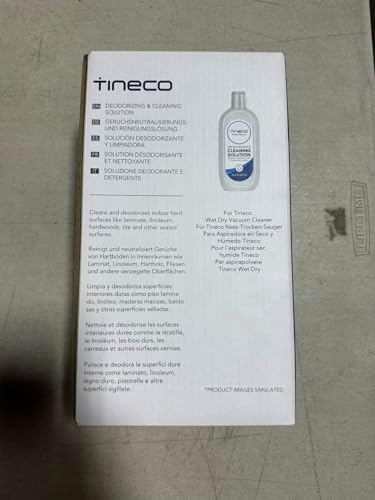 TINECO
EN DEODORIZING & CLEANING
SOLUTION
DE GERUCHSNEUTRALISIERUNGS-
UND REINIGUNGSLÖSUNG
ES SOLUCIÓN DESODORIZANTE
Y LIMPIADORA
FR SOLUTION DÉSODORISANTE
ET NETTOYANTE
IT SOLUZIONE DEODORANTE E
DETERGENTE
Cleans and deodorizes indoor hard
surfaces like laminate, linoleum,
hardwoods, tile and other sealed
surfaces.
Reinigt und neutralisiert Gerüche
von Hartböden in Innenräumen wie
Laminat, Linoleum, Hartholz, Fliesen
und andere versiegelte Oberflächen.
Limpia y desodoriza superficies
interiores duras como piso lamina
do, linóleo, maderas macizas, baldo
sas y otras superficies selladas.
Nettoie et désodorise les surfaces
intérieures dures comme le stratifié,
le linoléum, les bois durs, les
carreaux et autres surfaces vernies.
Pulisce e deodora le superfici dure
interne come laminato, linoleum,
legno duro, piastrelle e altre
superfici sigillate.
TINECO
CLEANING
SOLUTION
For Tineco
Wet Dry Vacuum Cleaner
Für Tineco Nass-Trocken-Sauger
Para Aspiradora en Seco y
Húmedo Tineco
Pour l'aspirateur sec
humide Tineco
Per aspirapolvere
Tineco Wet Dry
*PRODUCT IMAGES SIMULATED
LIFETIME